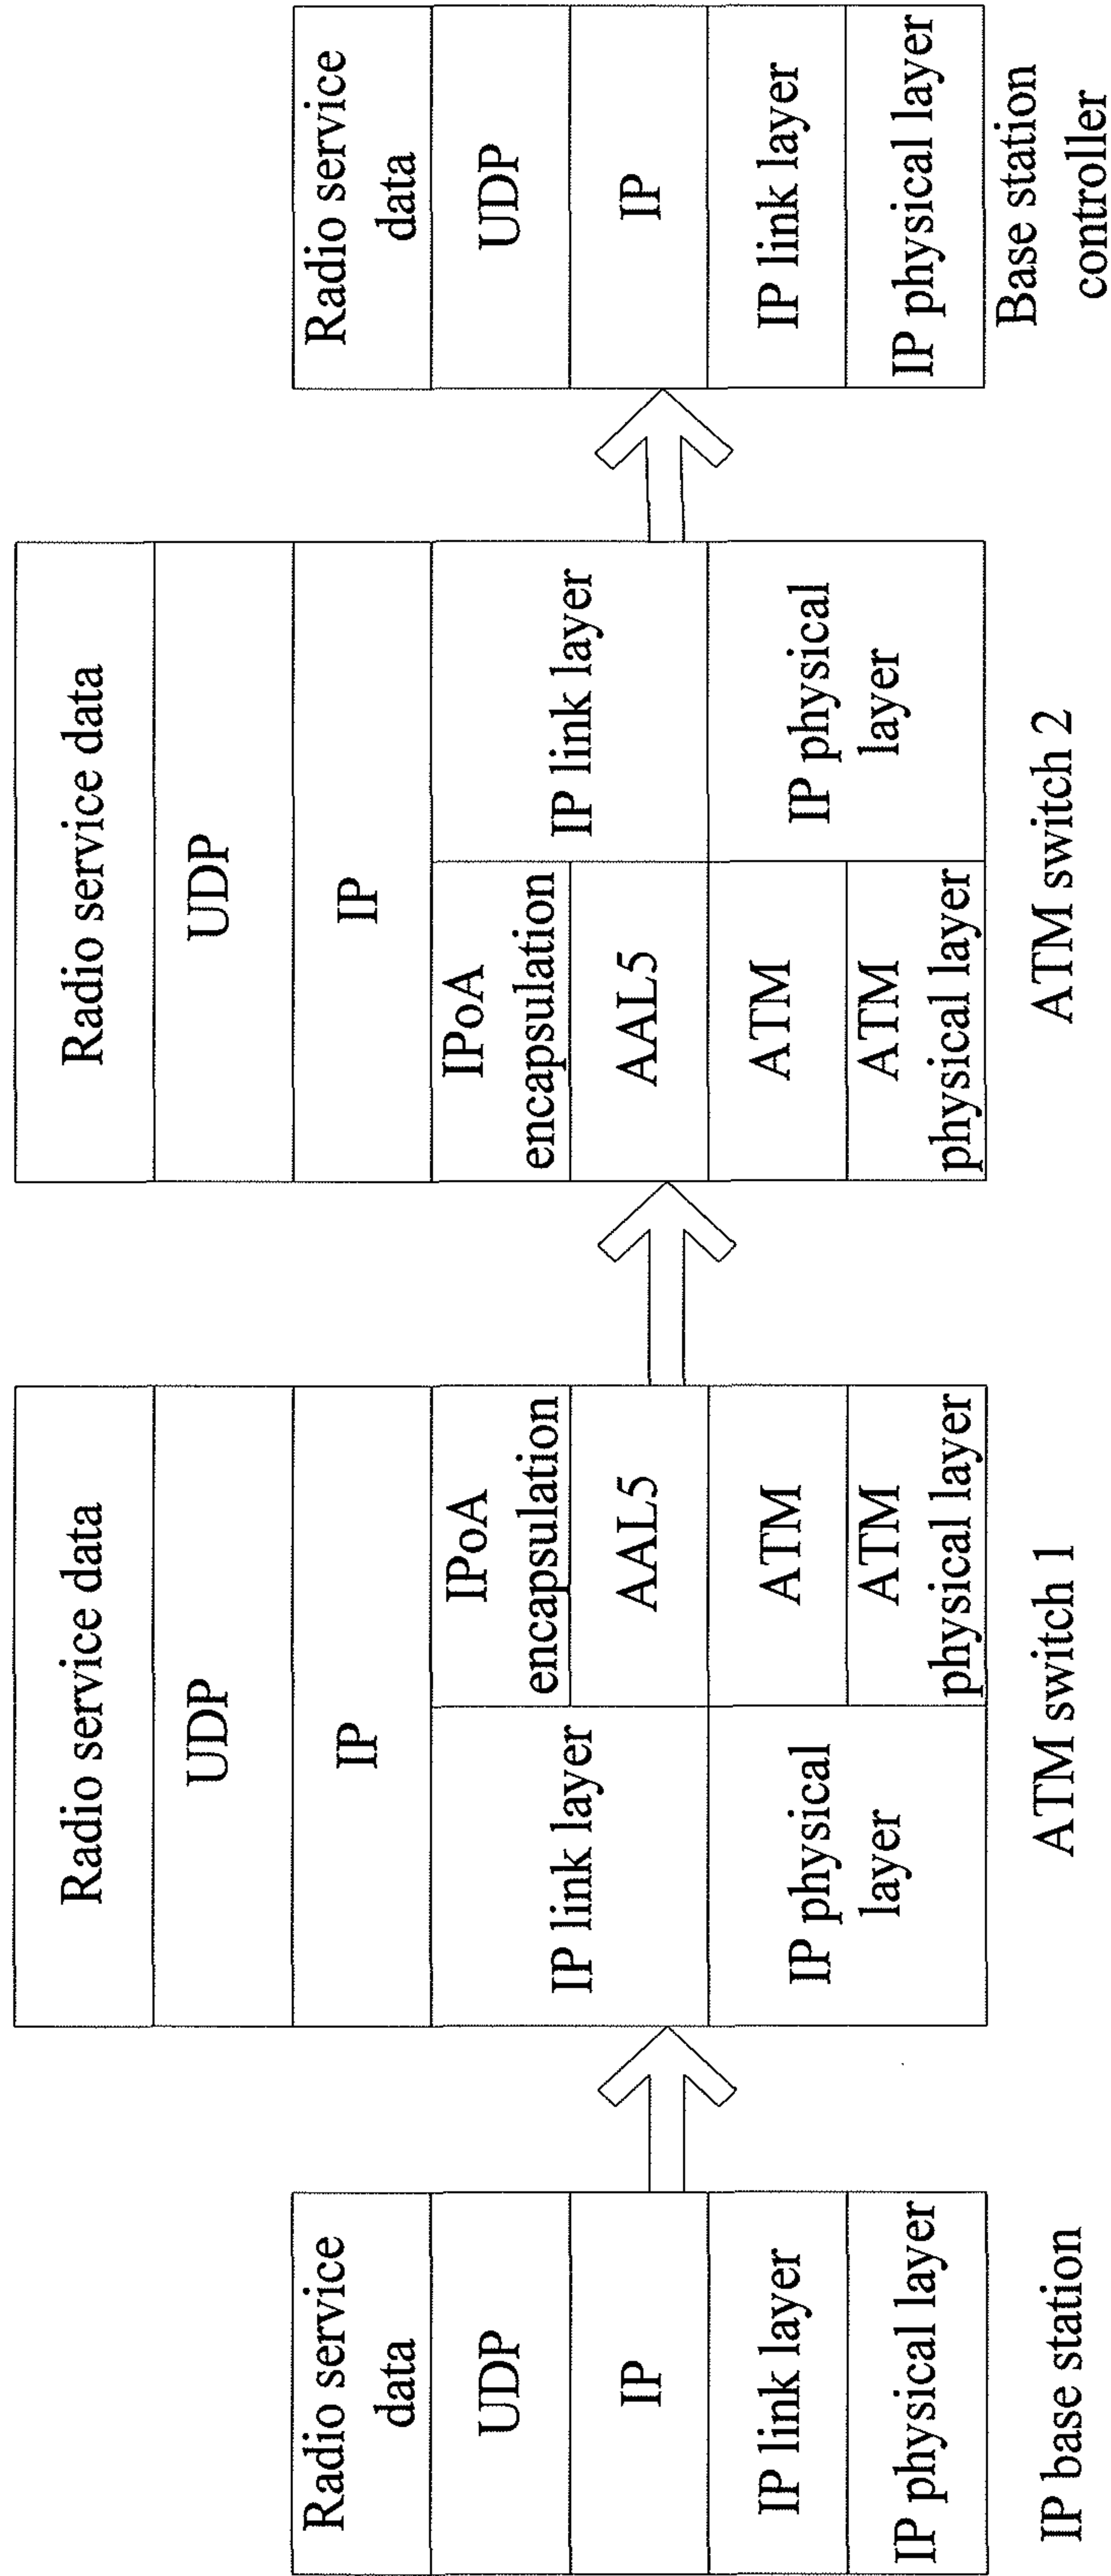 Radio service
data
UDP
IP
IP link layer
IP physical layer
IP base station
Radio service data
UDP
IP
IP link layer
IP physical
layer
IPoA
encapsulation
AAL5
ATM
ATM
physical layer
ATM switch 1
Radio service data
UDP
IP
IPoA
encapsulation
AAL5
ATM
ATM
physical layer
IP link layer
IP physical
layer
ATM switch 2
Radio service
data
UDP
IP
IP link layer
IP physical layer
Base station
controller